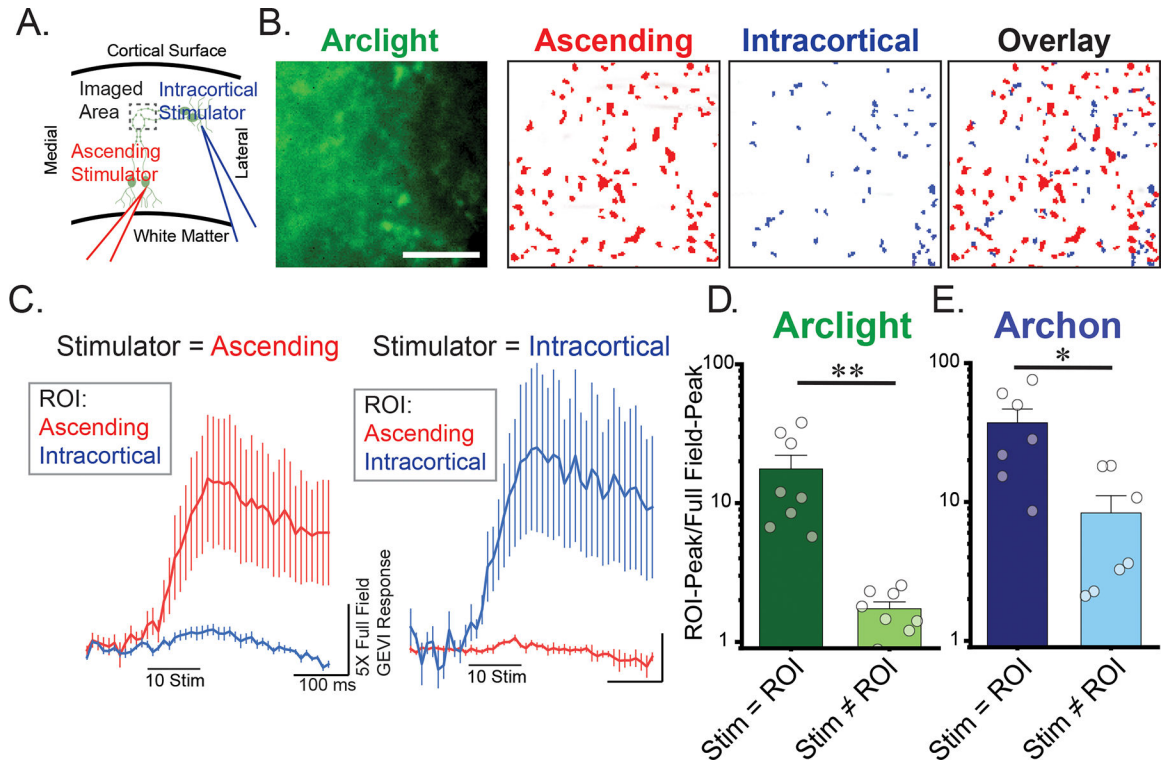 A.
Cortical Surface
Imaged
Area
Intracortical
Stimulator
Medial
Lateral
Ascending
Stimulator
White Matter
B.
Arclight
Ascending
Intracortical
Overlay
C.
Stimulator = Ascending
ROI:
Ascending
Intracortical
10 Stim
100 ms
5X Full Field
GEVI Response
Stimulator = Intracortical
ROI:
Ascending
Intracortical
10 Stim
D.
Arclight
ROI-Peak/Full Field-Peak
100
10
1
**
Stim = ROI
Stim ≠ ROI
E.
Archon
100
10
1
*
Stim = ROI
Stim ≠ ROI